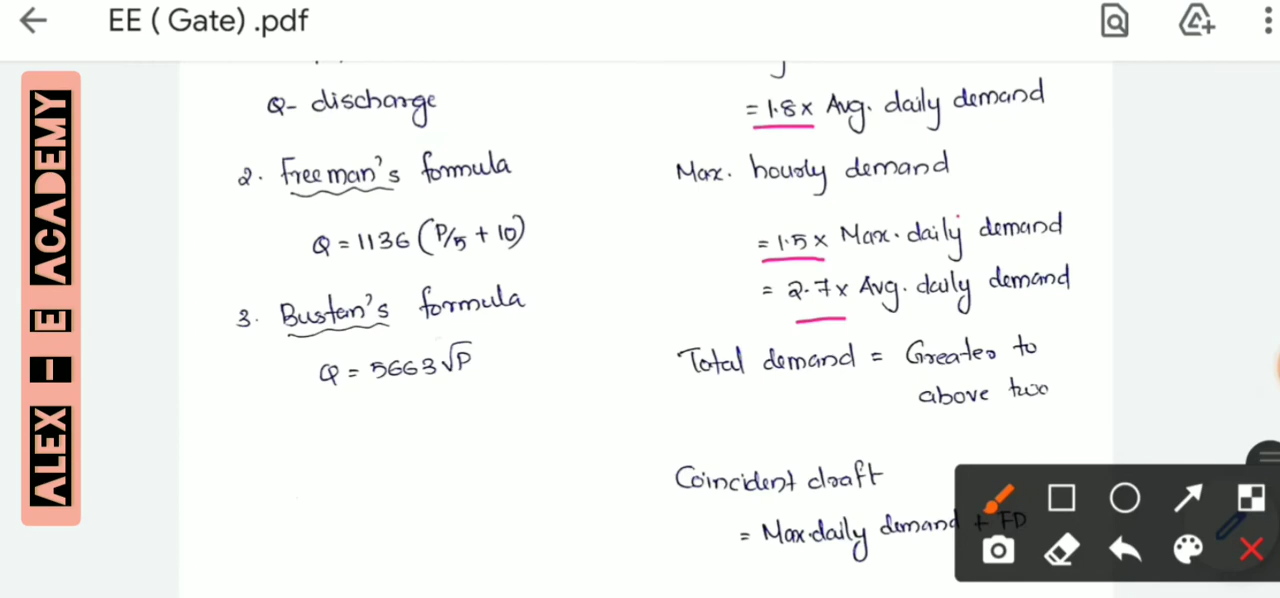 EE ( Gate) .pdf
ALEX - E ACADEMY
Q- discharge
2. Freeman's formula
Q = 1136 (P/5 + 10)
3. Busten's formula
Q = 5663√P
= 1.8 x Avg. daily demand
Max. hourly demand
= 1.5 x Max. daily demand
= 2.7 x Avg. daily demand
Total demand = Greater to
above two
Coincident draft
= Max.daily demand + FD